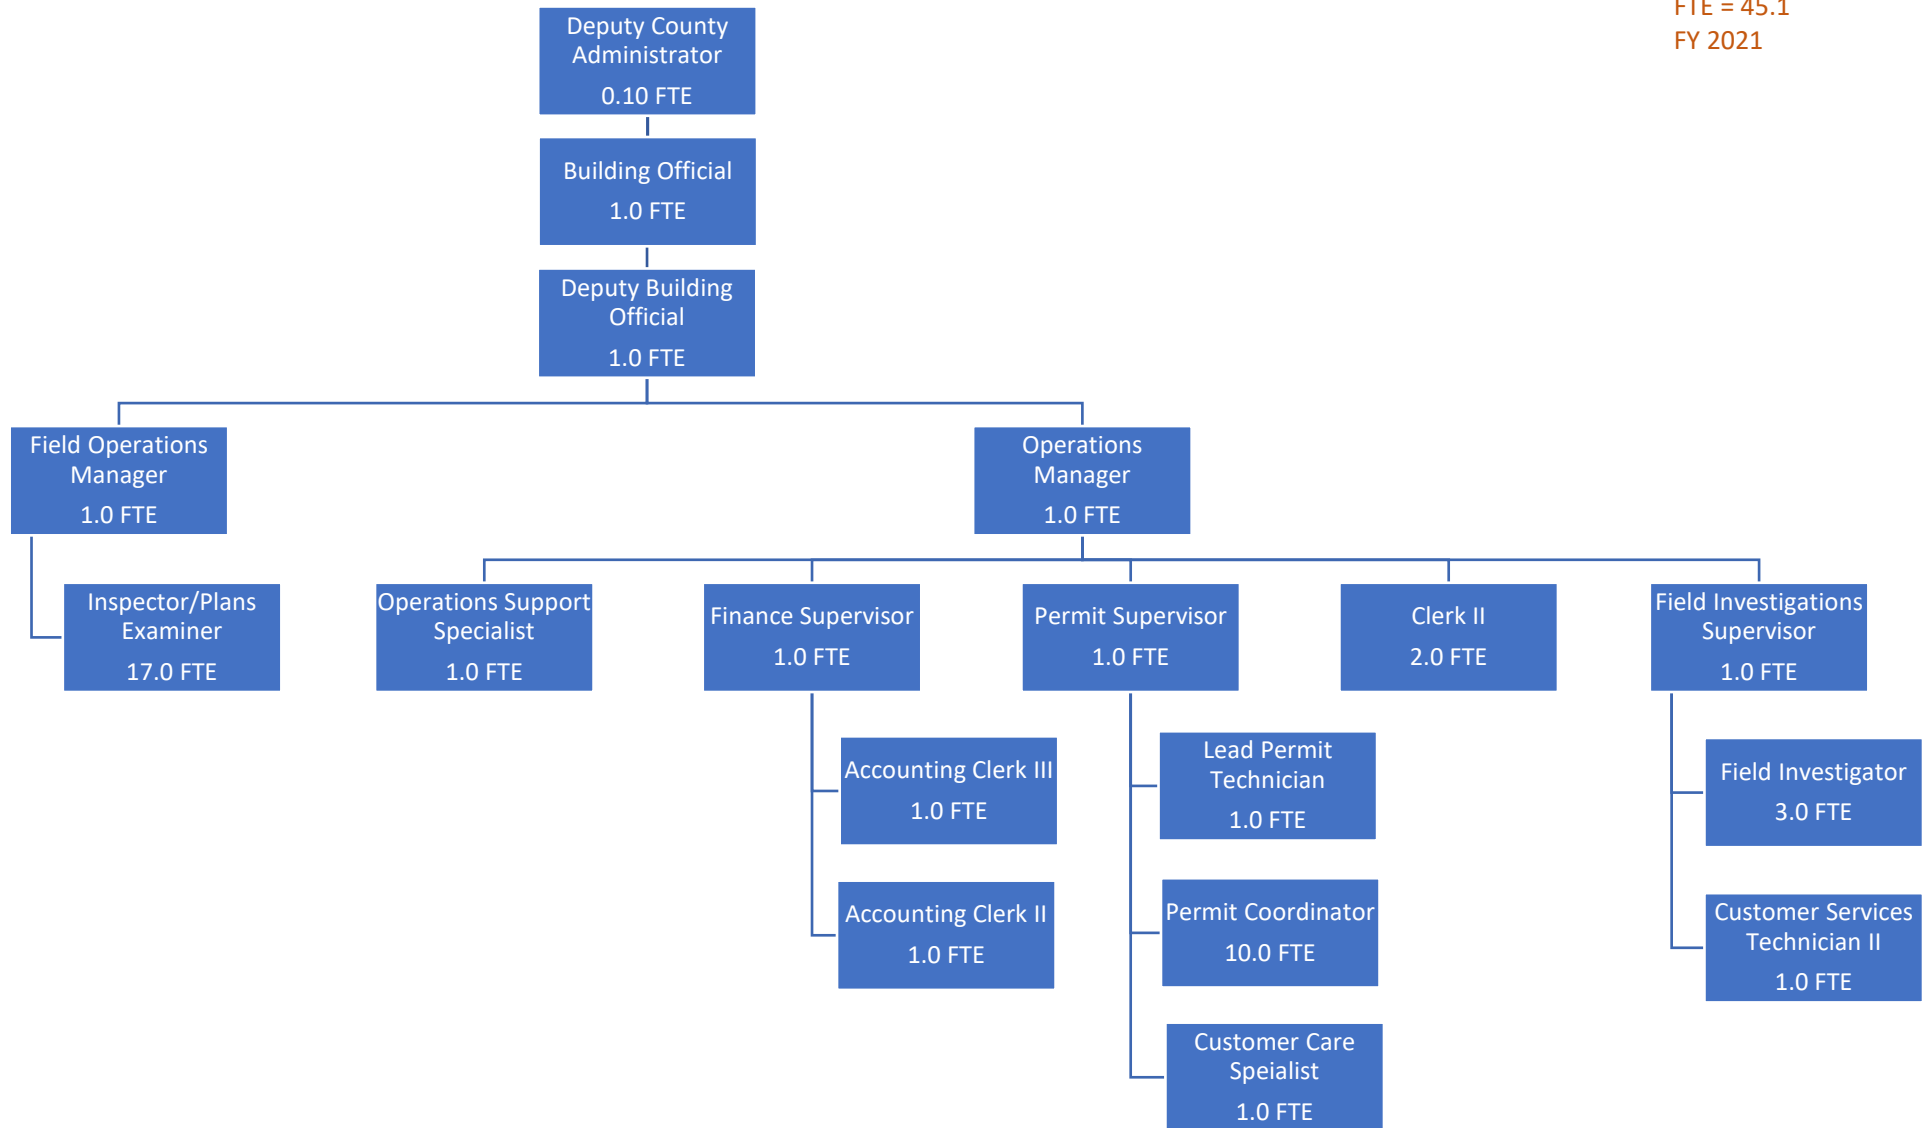 FTE = 45.1
FY 2021
Deputy County
Administrator
0.10 FTE
Building Official
1.0 FTE
Deputy Building
Official
1.0 FTE
Field Operations
Manager
1.0 FTE
Operations
Manager
1.0 FTE
Inspector/Plans
Examiner
17.0 FTE
Operations Support
Specialist
1.0 FTE
Finance Supervisor
1.0 FTE
Permit Supervisor
1.0 FTE
Clerk II
2.0 FTE
Field Investigations
Supervisor
1.0 FTE
Accounting Clerk III
1.0 FTE
Accounting Clerk II
1.0 FTE
Lead Permit
Technician
1.0 FTE
Permit Coordinator
10.0 FTE
Customer Care
Speialist
1.0 FTE
Field Investigator
3.0 FTE
Customer Services
Technician II
1.0 FTE